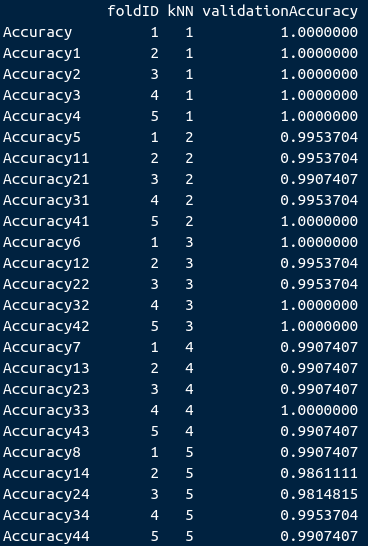 foldID kNN validationAccuracy
Accuracy 1 1 1.0000000
Accuracy1 2 1 1.0000000
Accuracy2 3 1 1.0000000
Accuracy3 4 1 1.0000000
Accuracy4 5 1 1.0000000
Accuracy5 1 2 0.9953704
Accuracy11 2 2 0.9953704
Accuracy21 3 2 0.9907407
Accuracy31 4 2 0.9953704
Accuracy41 5 2 1.0000000
Accuracy6 1 3 1.0000000
Accuracy12 2 3 0.9953704
Accuracy22 3 3 0.9953704
Accuracy32 4 3 1.0000000
Accuracy42 5 3 1.0000000
Accuracy7 1 4 0.9907407
Accuracy13 2 4 0.9907407
Accuracy23 3 4 0.9907407
Accuracy33 4 4 1.0000000
Accuracy43 5 4 0.9907407
Accuracy8 1 5 0.9907407
Accuracy14 2 5 0.9861111
Accuracy24 3 5 0.9814815
Accuracy34 4 5 0.9953704
Accuracy44 5 5 0.9907407